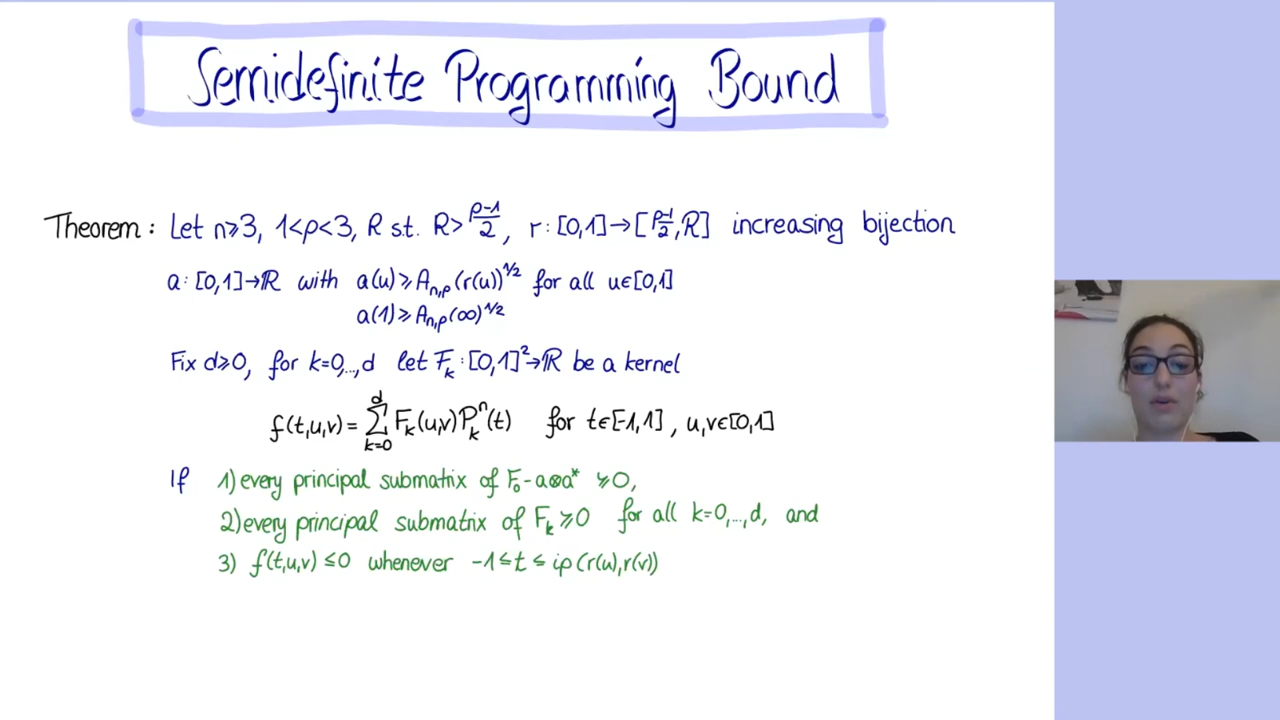 Semidefinite Programming Bound
Theorem: Let n≥3, 1<ρ<3, R s.t. R> (ρ-1)/2, r:[0,1]→[(ρ-1)/2,R] increasing bijection
a:[0,1]→ℝ with a(u)≥A_{n,ρ}(r(u))^{1/2} for all u∈[0,1]
a(1)≥A_{n,ρ}(∞)^{1/2}
Fix d≥0, for k=0,...,d let F_k:[0,1]²→ℝ be a kernel
f(t,u,v)= ∑_{k=0}^{d} F_k(u,v)P_k^n(t) for t∈[-1,1], u,v∈[0,1]
If 1) every principal submatrix of F_0-a⊗a* ≽0,
2) every principal submatrix of F_k≽0 for all k=0,...,d, and
3) f(t,u,v)≤0 whenever -1≤t≤ip(r(u),r(v))